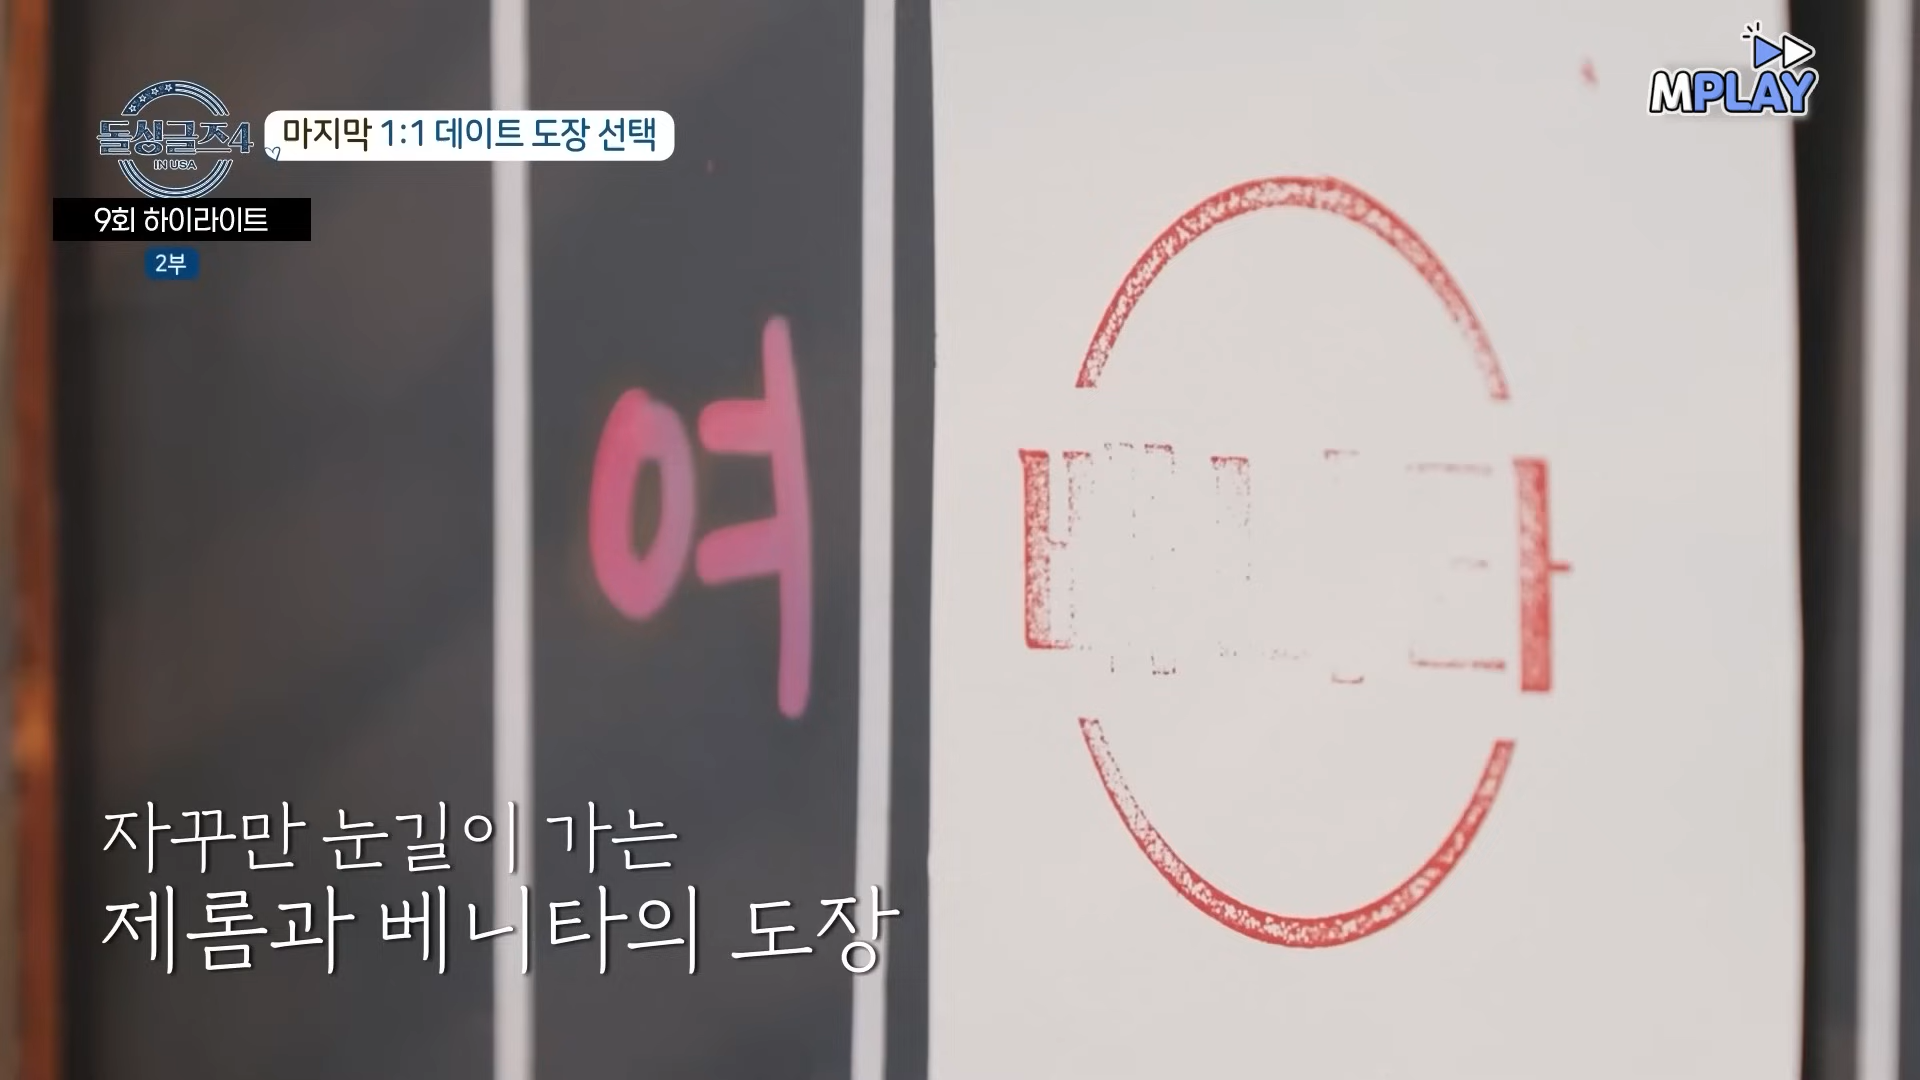 돌싱글즈4
IN USA
마지막 1:1 데이트 도장 선택
MPLAY
9회 하이라이트
2부
여
자꾸만 눈길이 가는
제롬과 베니타의 도장